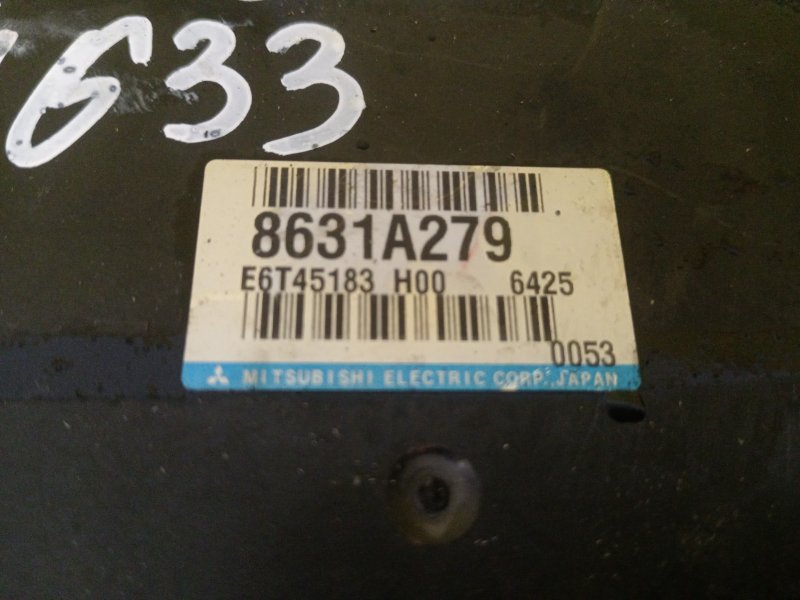 633
8631A279
E6T45183 H00 6425
0053
MITSUBISHI ELECTRIC CORP. JAPAN